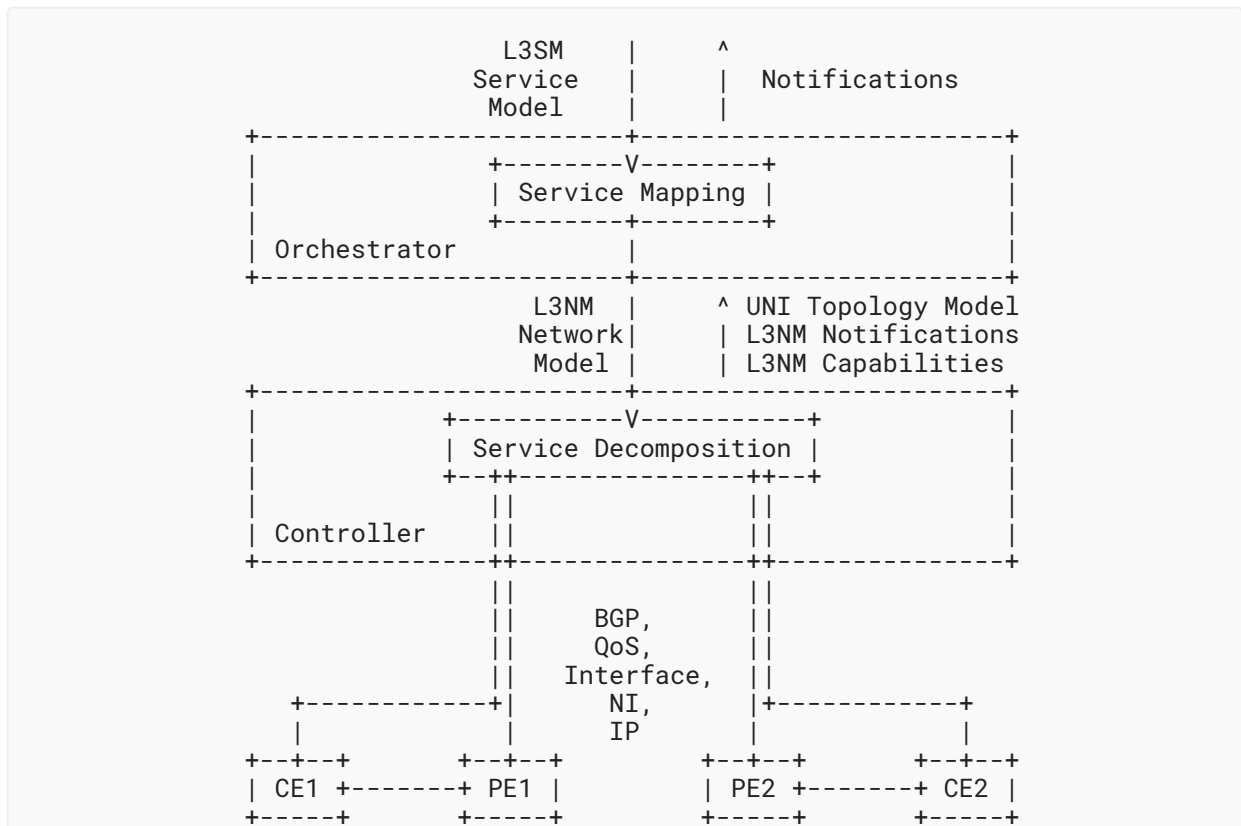 L3SM | ^
Service | | Notifications
Model | |
+------------------------+-------------------------+
| +--------V--------+ |
| | Service Mapping | |
| +--------+--------+ |
| Orchestrator | |
+------------------------+-------------------------+
L3NM | ^ UNI Topology Model
Network| | L3NM Notifications
Model | | L3NM Capabilities
+------------------------+-------------------------+
| +-----------V-----------+ |
| | Service Decomposition | |
| +--++---------------++--+ |
| || || |
| Controller || || |
+---------------++---------------++---------------+
|| ||
|| BGP, ||
|| QoS, ||
|| Interface, ||
+------------+| NI, |+------------+
| | IP | |
+--+--+ +--+--+ +--+--+ +--+--+
| CE1 +-------+ PE1 | | PE2 +-------+ CE2 |
+-----+ +-----+ +-----+ +-----+